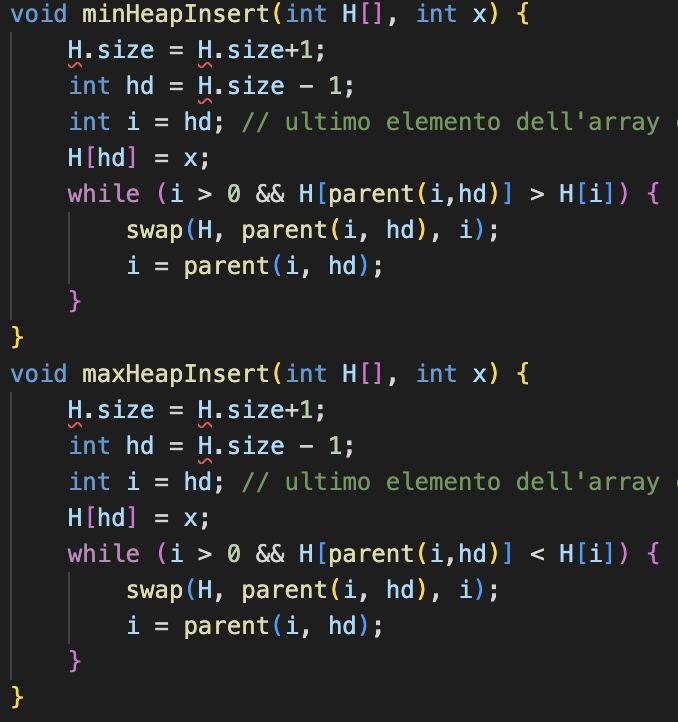 void minHeapInsert(int H[], int x) {
    H.size = H.size+1;
    int hd = H.size - 1;
    int i = hd; // ultimo elemento dell'array
    H[hd] = x;
    while (i > 0 && H[parent(i,hd)] > H[i]) {
        swap(H, parent(i, hd), i);
        i = parent(i, hd);
    }
}
void maxHeapInsert(int H[], int x) {
    H.size = H.size+1;
    int hd = H.size - 1;
    int i = hd; // ultimo elemento dell'array
    H[hd] = x;
    while (i > 0 && H[parent(i,hd)] < H[i]) {
        swap(H, parent(i, hd), i);
        i = parent(i, hd);
    }
}